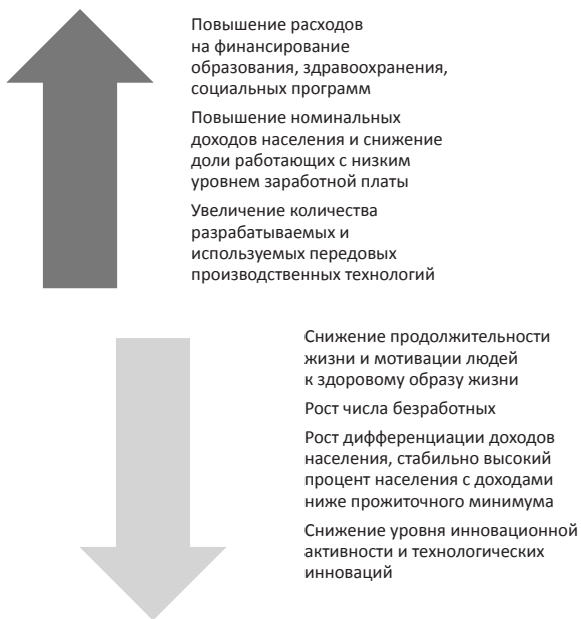 Повышение расходов
на финансирование
образования, здравоохранения,
социальных программ
Повышение номинальных
доходов населения и снижение
доли работающих с низким
уровнем заработной платы
Увеличение количества
разрабатываемых и
используемых передовых
производственных технологий
Снижение продолжительности
жизни и мотивации людей
к здоровому образу жизни
Рост числа безработных
Рост дифференциации доходов
населения, стабильно высокий
процент населения с доходами
ниже прожиточного минимума
Снижение уровня инновационной
активности и технологических
инноваций